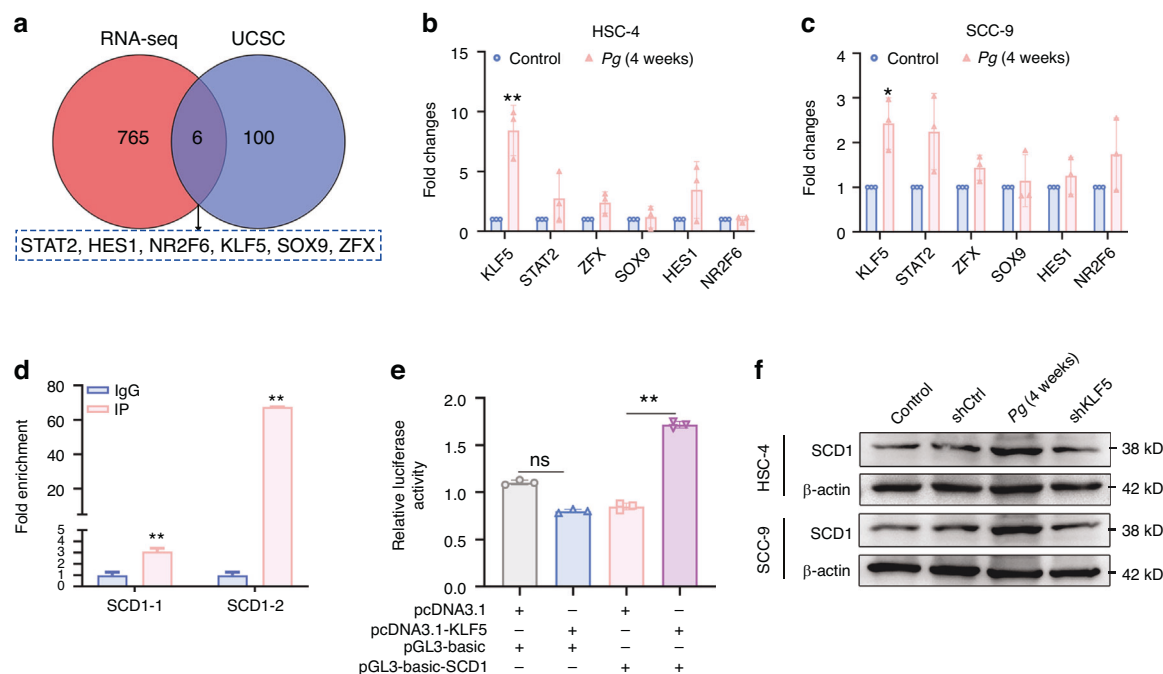 a
RNA-seq UCSC
765 6 100
STAT2, HES1, NR2F6, KLF5, SOX9, ZFX
b
HSC-4
Control Pg (4 weeks)
Fold changes
15
10
5
0
**
KLF5 STAT2 ZFX SOX9 HES1 NR2F6
c
SCC-9
Control Pg (4 weeks)
Fold changes
4
3
2
1
0
*
KLF5 STAT2 ZFX SOX9 HES1 NR2F6
d
IgG
IP
Fold enrichment
80
60
40
20
5
4
3
2
1
0
**
**
SCD1-1 SCD1-2
e
Relative luciferase
activity
2.0
1.5
1.0
0.5
0.0
ns
**
pcDNA3.1 + − + −
pcDNA3.1-KLF5 − + − +
pGL3-basic + + − −
pGL3-basic-SCD1 − − + +
f
Control shCtrl Pg (4 weeks) shKLF5
HSC-4
SCD1 38 kD
β-actin 42 kD
SCC-9
SCD1 38 kD
β-actin 42 kD